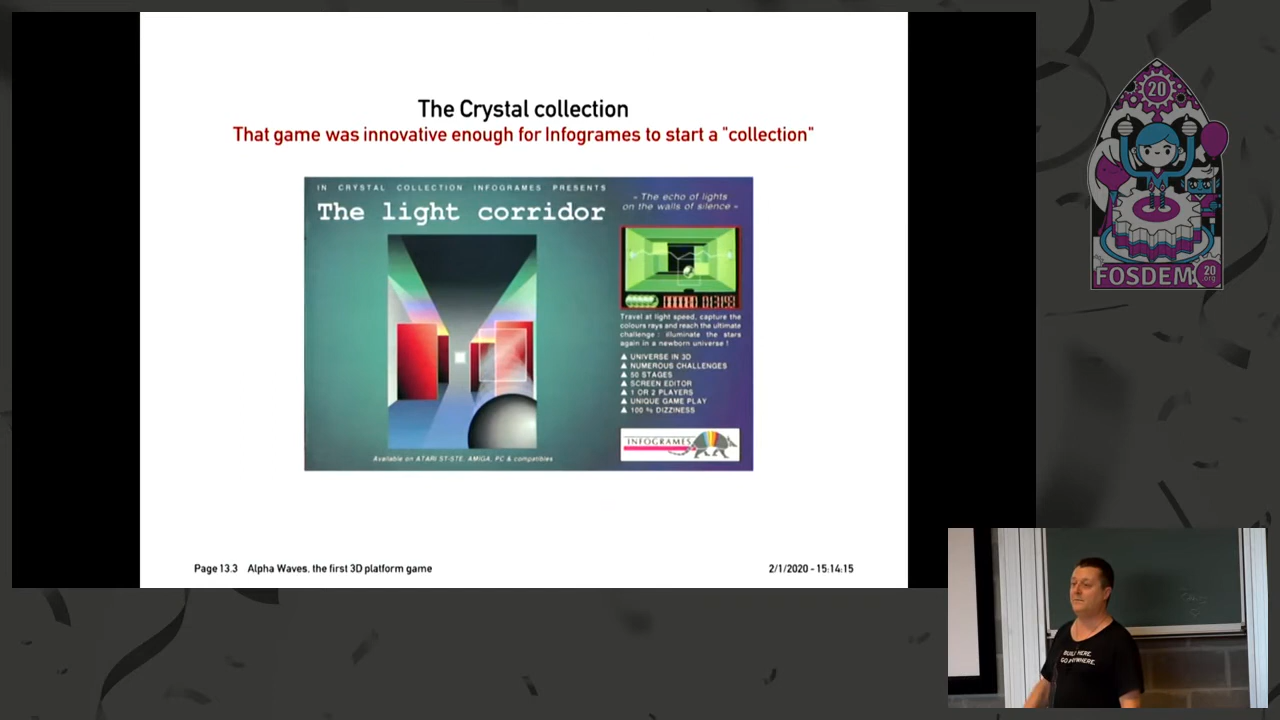 The Crystal collection
That game was innovative enough for Infogrames to start a "collection"
IN CRYSTAL COLLECTION INFOGRAMES PRESENTS
The light corridor
- The echo of lights
on the walls of silence -
Travel at light speed, capture the
colours rays and reach the ultimate
challenge : illuminate the stars
again in a newborn universe !
▲ UNIVERSE IN 3D
▲ NUMEROUS CHALLENGES
▲ 50 STAGES
▲ SCREEN EDITOR
▲ 1 OR 2 PLAYERS
▲ UNIQUE GAME PLAY
▲ 100 % DIZZINESS
INFOGRAMES
Available on ATARI ST-STE, AMIGA, PC & compatibles
Page 13.3 Alpha Waves, the first 3D platform game
2/1/2020 - 15:14:15
20
FOSDEM
20
.org
BUILT HERE.
GO ANYWHERE.